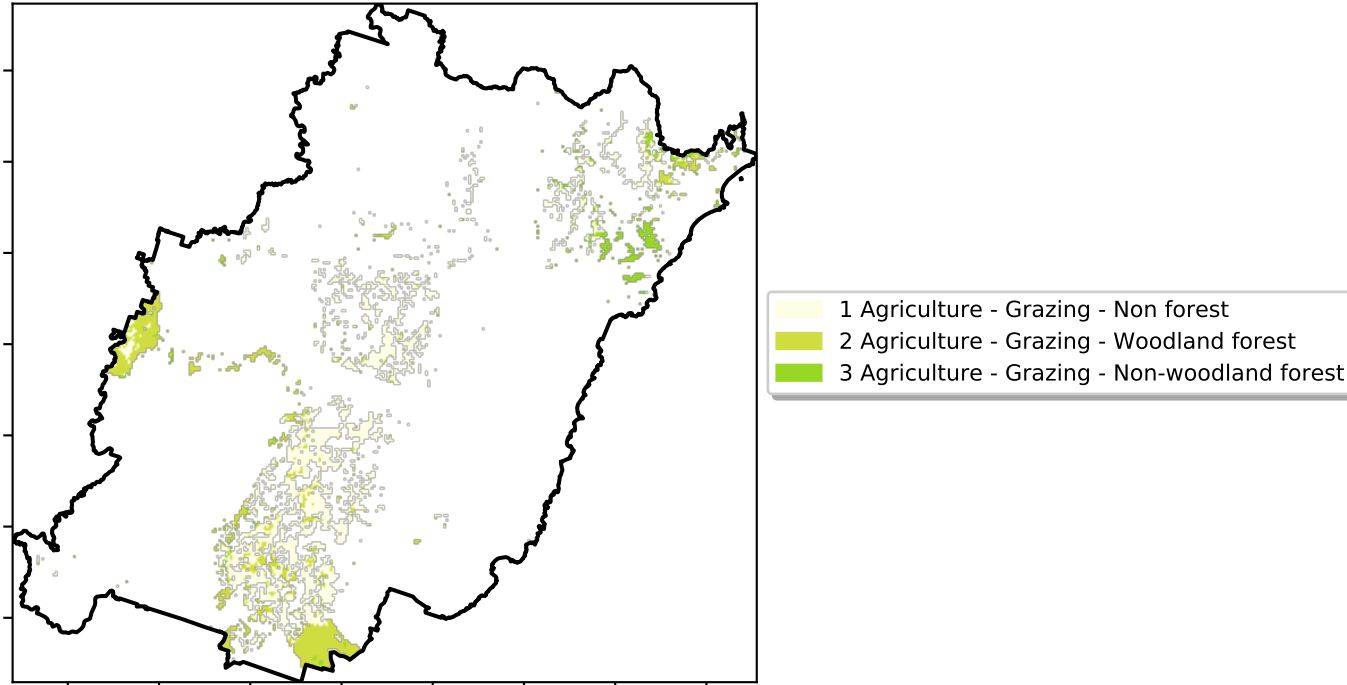 1 Agriculture - Grazing - Non forest
2 Agriculture - Grazing - Woodland forest
3 Agriculture - Grazing - Non-woodland forest